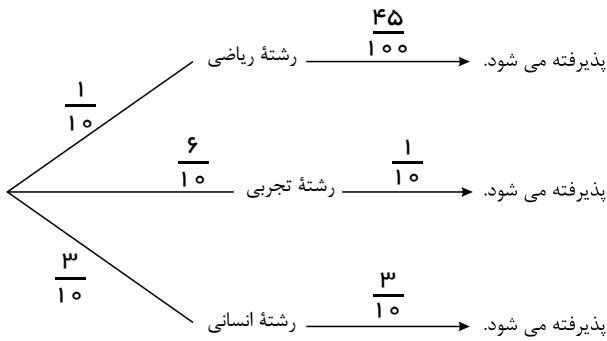 ۱/۱۰ رشتهٔ ریاضی ۴۵/۱۰۰ پذیرفته می شود.
۶/۱۰ رشتهٔ تجربی ۱/۱۰ پذیرفته می شود.
۳/۱۰ رشتهٔ انسانی ۳/۱۰ پذیرفته می شود.